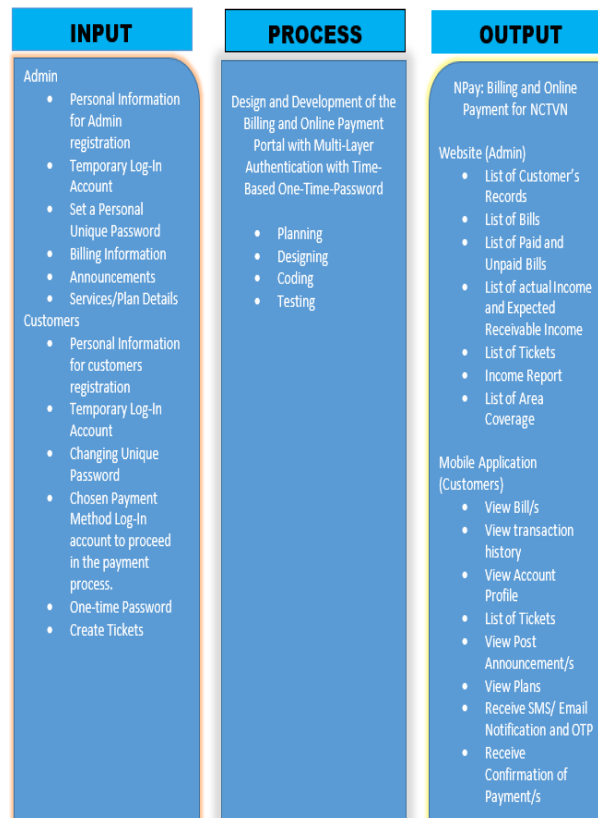 INPUT
Admin
• Personal Information
for Admin
registration
• Temporary Log-In
Account
• Set a Personal
Unique Password
• Billing Information
• Announcements
• Services/Plan Details
Customers
• Personal Information
for customers
registration
• Temporary Log-In
Account
• Changing Unique
Password
• Chosen Payment
Method Log-In
account to proceed
in the payment
process.
• One-time Password
• Create Tickets
PROCESS
Design and Development of the
Billing and Online Payment
Portal with Multi-Layer
Authentication with Time-
Based One-Time-Password
• Planning
• Designing
• Coding
• Testing
OUTPUT
NPay: Billing and Online
Payment for NCTVN
Website (Admin)
• List of Customer's
Records
• List of Bills
• List of Paid and
Unpaid Bills
• List of actual Income
and Expected
Receivable Income
• List of Tickets
• Income Report
• List of Area
Coverage
Mobile Application
(Customers)
• View Bill/s
• View transaction
history
• View Account
Profile
• List of Tickets
• View Post
Announcement/s
• View Plans
• Receive SMS/ Email
Notification and OTP
• Receive
Confirmation of
Payment/s